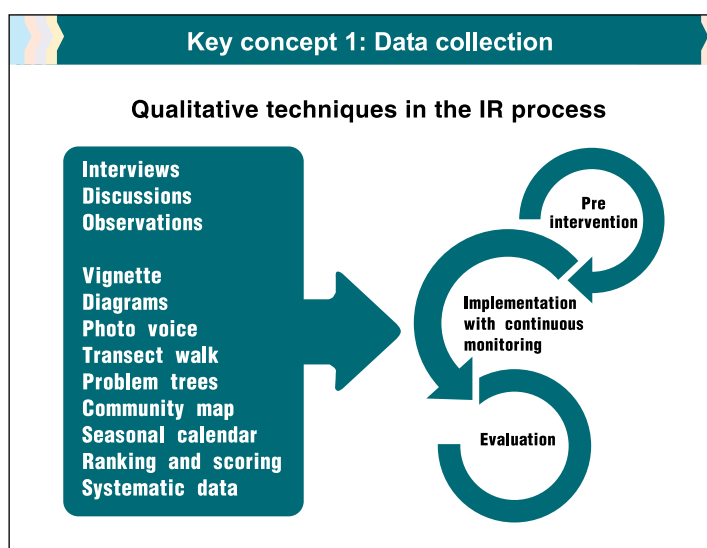 Key concept 1: Data collection
Qualitative techniques in the IR process
Interviews
Discussions
Observations
Vignette
Diagrams
Photo voice
Transect walk
Problem trees
Community map
Seasonal calendar
Ranking and scoring
Systematic data
Pre
intervention
Implementation
with continuous
monitoring
Evaluation